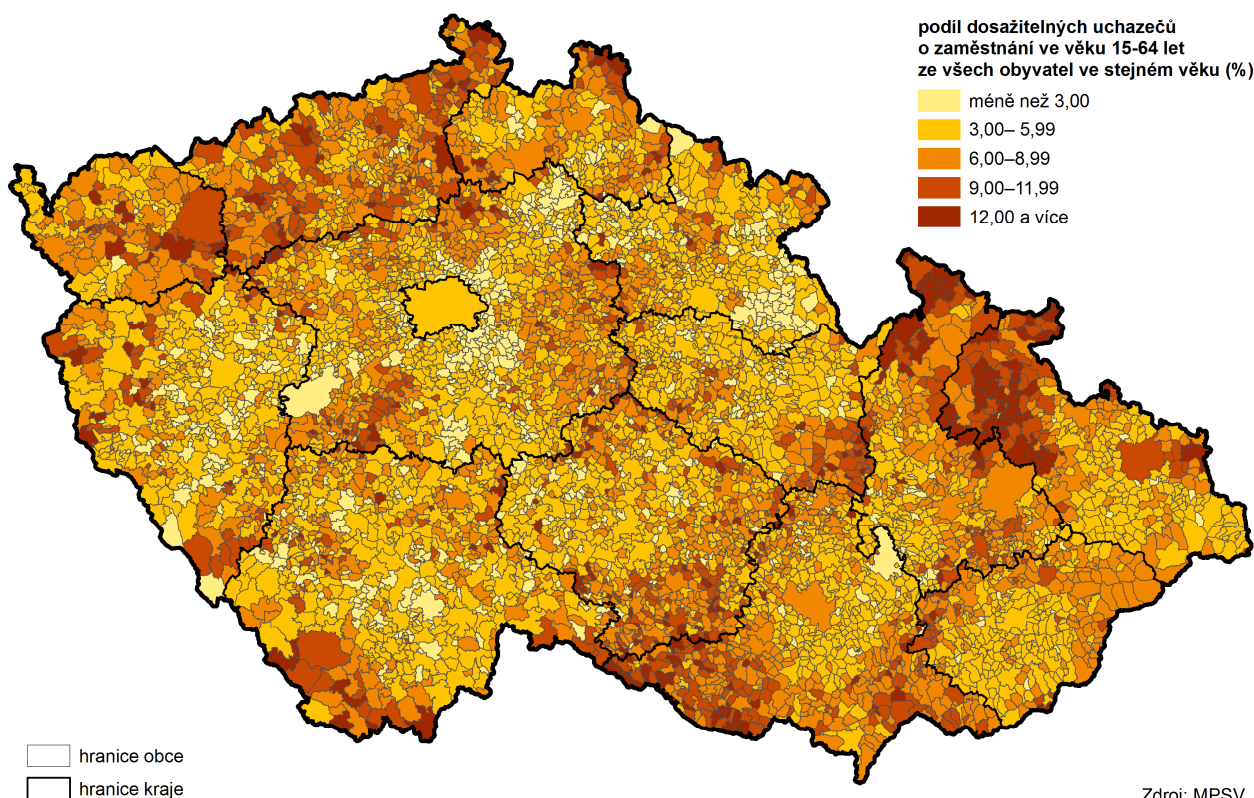 podíl dosažitelných uchazečů
o zaměstnání ve věku 15-64 let
ze všech obyvatel ve stejném věku (%)
méně než 3,00
3,00– 5,99
6,00–8,99
9,00–11,99
12,00 a více
hranice obce
hranice kraje
Zdroj: MPSV